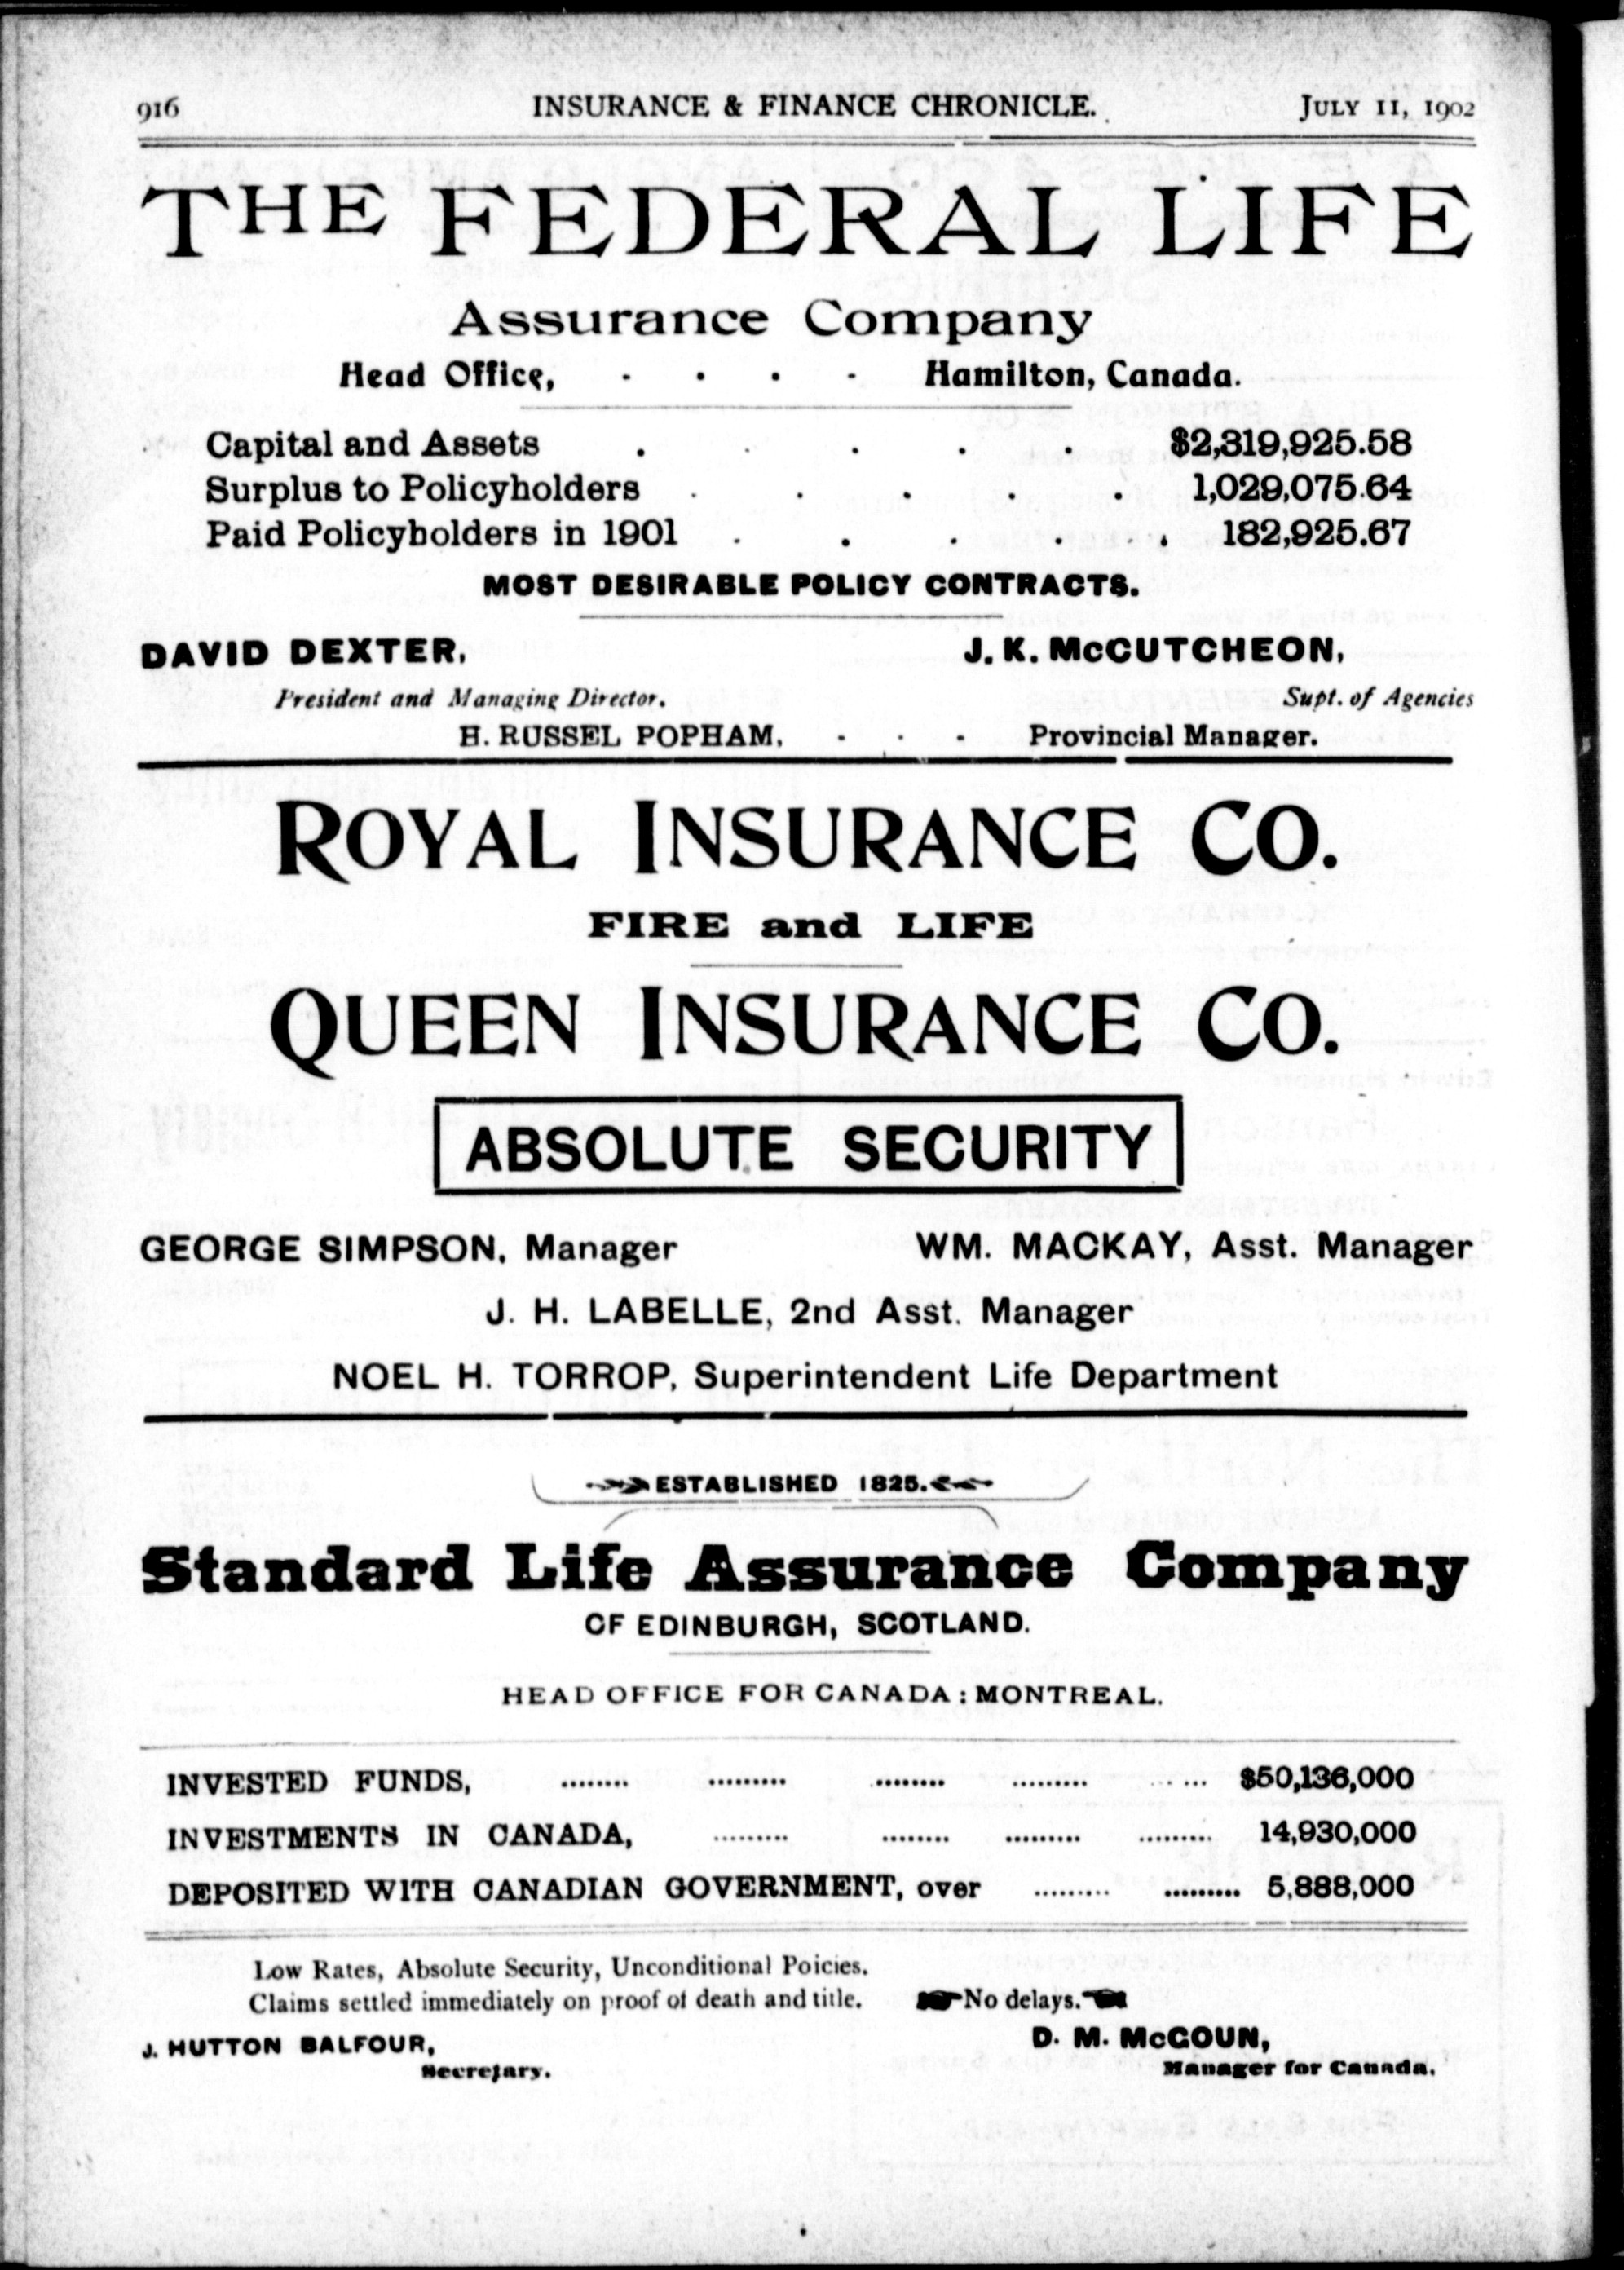 916 INSURANCE & FINANCE CHRONICLE. JULY 11, 1902
THE FEDERAL LIFE
Assurance Company
Head Office, - - - - Hamilton, Canada.
Capital and Assets . . . . . $2,319,925.58
Surplus to Policyholders . . . . . 1,029,075.64
Paid Policyholders in 1901 . . . . . 182,925.67
MOST DESIRABLE POLICY CONTRACTS.
DAVID DEXTER, J. K. McCUTCHEON,
President and Managing Director. Supt. of Agencies
H. RUSSEL POPHAM, - - - Provincial Manager.
ROYAL INSURANCE CO.
FIRE and LIFE
QUEEN INSURANCE CO.
ABSOLUTE SECURITY
GEORGE SIMPSON, Manager WM. MACKAY, Asst. Manager
J. H. LABELLE, 2nd Asst. Manager
NOEL H. TORROP, Superintendent Life Department
ESTABLISHED 1825.
Standard Life Assurance Company
OF EDINBURGH, SCOTLAND.
HEAD OFFICE FOR CANADA : MONTREAL.
INVESTED FUNDS, ........ ......... ........ ......... ... ... $50,136,000
INVESTMENTS IN CANADA, ......... ........ ......... ......... 14,930,000
DEPOSITED WITH CANADIAN GOVERNMENT, over ......... ......... 5,888,000
Low Rates, Absolute Security, Unconditional Poicies.
Claims settled immediately on proof of death and title. No delays.
J. HUTTON BALFOUR, D. M. McGOUN,
Secretary. Manager for Canada.